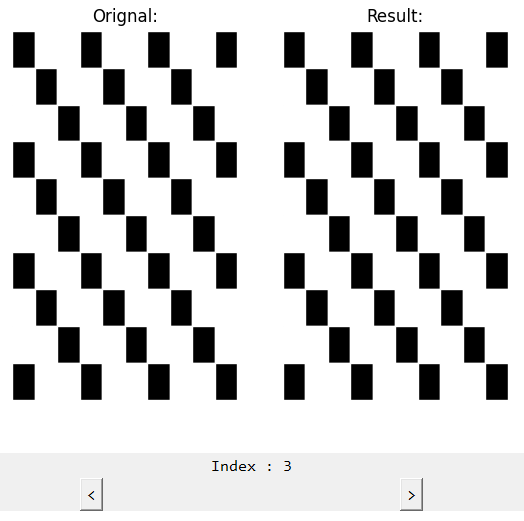 Orignal:
Result:
Index : 3
< >